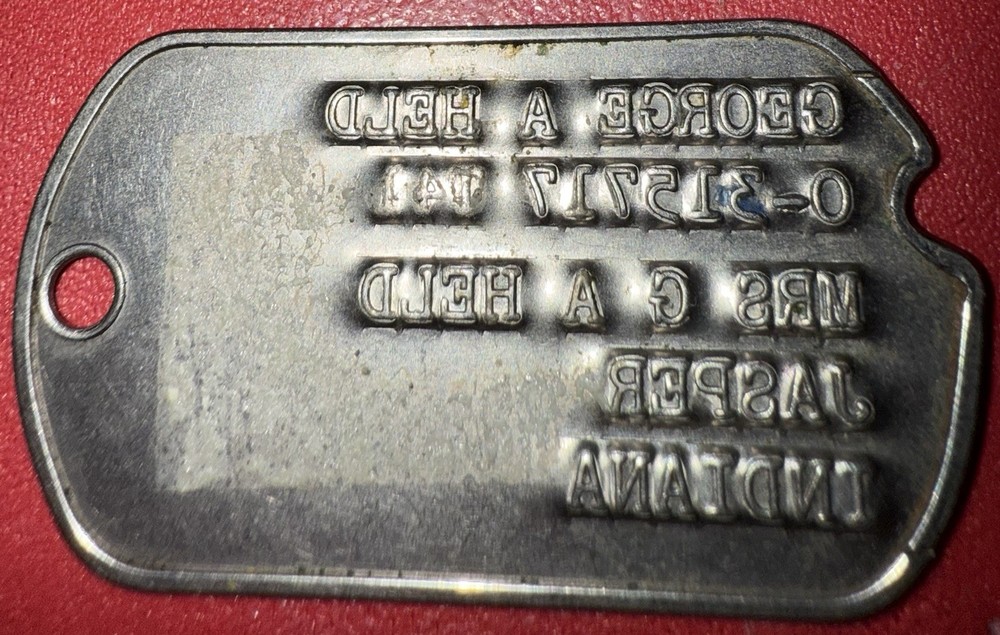 GEORGE A HELD
O-315717 T41
MRS G A HELD
JASPER
INDIANA